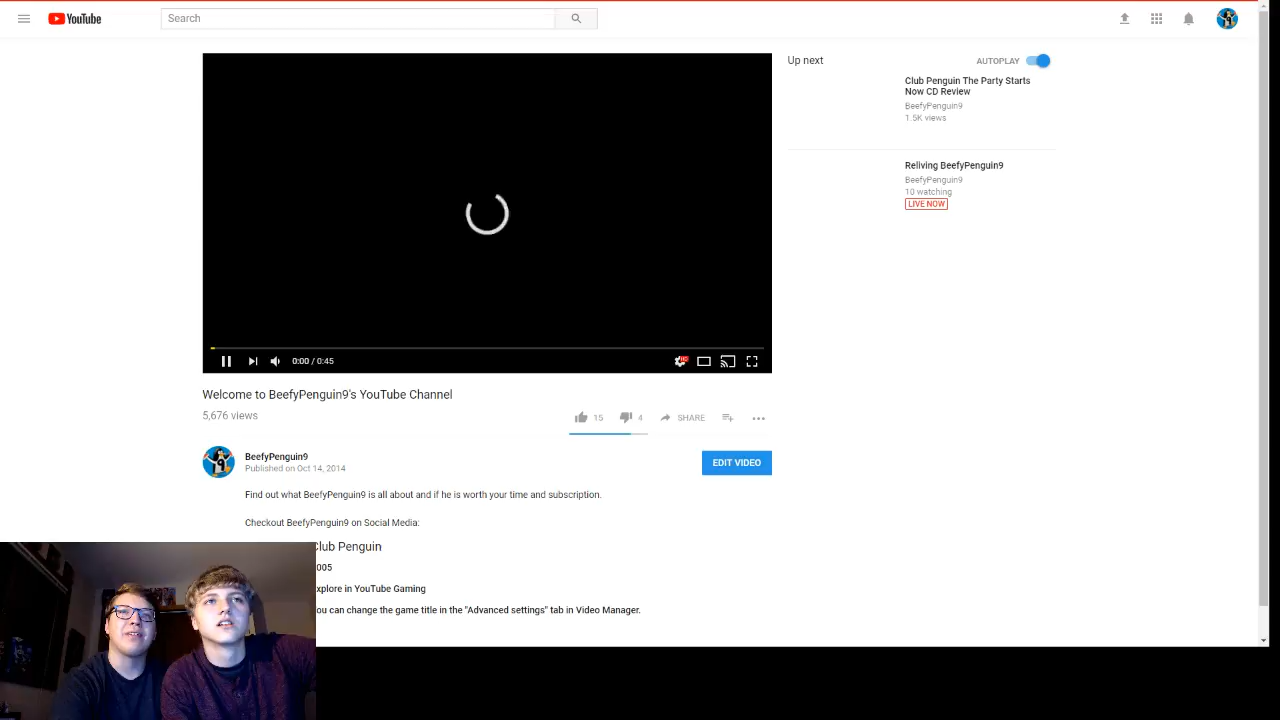 YouTube
Search
Up next
AUTOPLAY
Club Penguin The Party Starts
Now CD Review
BeefyPenguin9
1.5K views
Reliving BeefyPenguin9
BeefyPenguin9
10 watching
LIVE NOW
0:00 / 0:45
HD
Welcome to BeefyPenguin9's YouTube Channel
5,676 views
15
4
SHARE
BeefyPenguin9
Published on Oct 14, 2014
EDIT VIDEO
Find out what BeefyPenguin9 is all about and if he is worth your time and subscription.
Checkout BeefyPenguin9 on Social Media:
Club Penguin
005
xplore in YouTube Gaming
ou can change the game title in the "Advanced settings" tab in Video Manager.